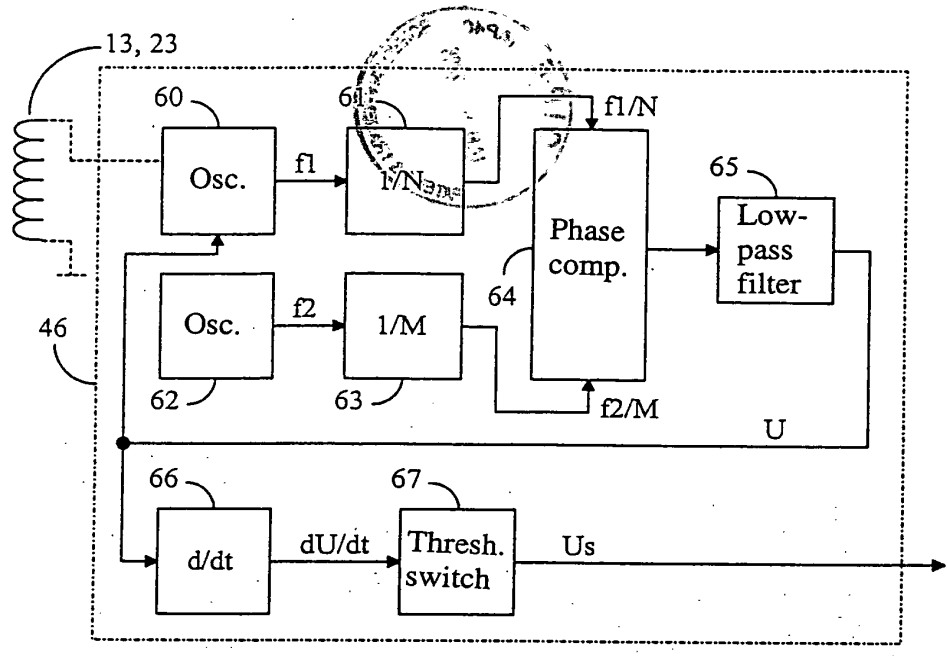 13, 23
60
61
f1/N
Osc.
f1
1/N
65
Low-
pass
filter
Phase
comp.
64
46
Osc.
f2
1/M
62
63
f2/M
U
66
67
d/dt
dU/dt
Thresh.
switch
Us